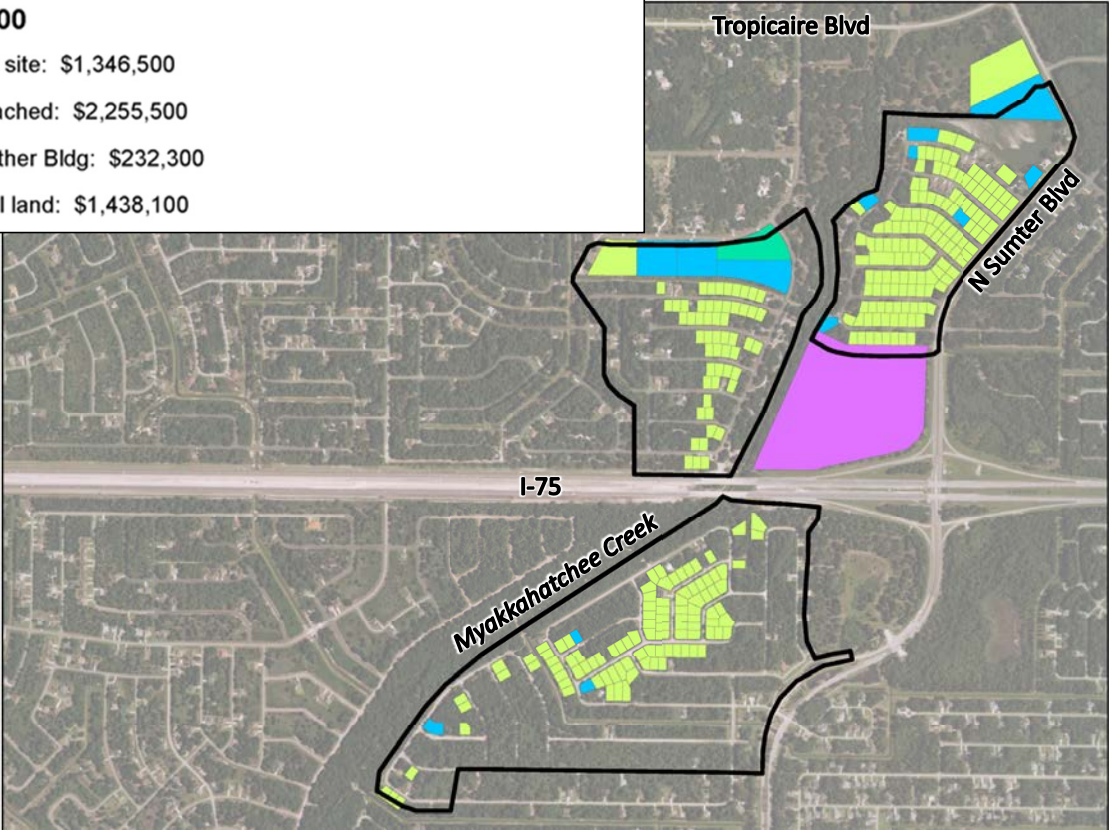 00
site: $1,346,500
ached: $2,255,500
ther Bldg: $232,300
l land: $1,438,100
Tropicaire Blvd
N Sumter Blvd
I-75
Myakkahatchee Creek